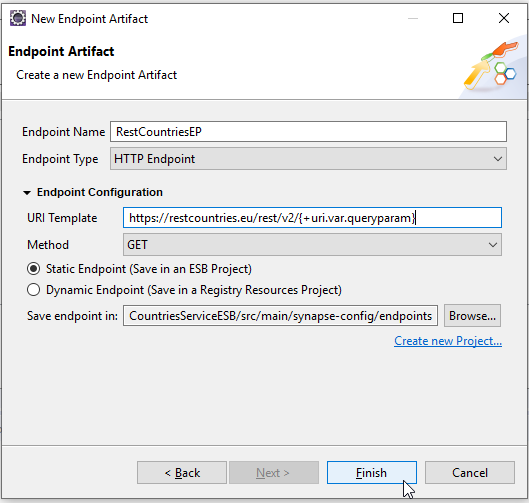 New Endpoint Artifact
Endpoint Artifact
Create a new Endpoint Artifact
Endpoint Name RestCountriesEP
Endpoint Type HTTP Endpoint
Endpoint Configuration
URI Template https://restcountries.eu/rest/v2/{+uri.var.queryparam}
Method GET
Static Endpoint (Save in an ESB Project)
Dynamic Endpoint (Save in a Registry Resources Project)
Save endpoint in: CountriesServiceESB/src/main/synapse-config/endpoints Browse...
Create new Project...
< Back Next > Finish Cancel